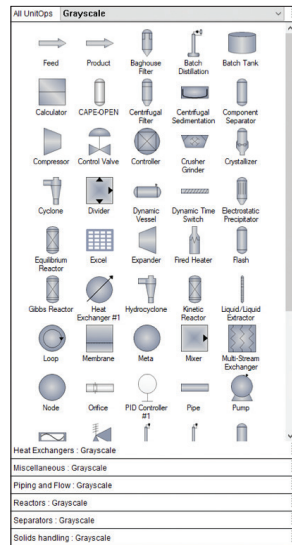 All UnitOps Grayscale
Feed Product Baghouse Filter Batch Distillation Batch Tank
Calculator CAPE-OPEN Centrifugal Filter Centrifugal Sedimentation Component Separator
Compressor Control Valve Controller Crusher Grinder Crystallizer
Cyclone Divider Dynamic Vessel Dynamic Time Switch Electrostatic Precipitator
Equilibrium Reactor Excel Expander Fired Heater Flash
Gibbs Reactor Heat Exchanger #1 Hydrocyclone Kinetic Reactor Liquid/Liquid Extractor
Loop Membrane Meta Mixer Multi-Stream Exchanger
Node Orifice PID Controller #1 Pipe Pump
Heat Exchangers : Grayscale
Miscellaneous : Grayscale
Piping and Flow : Grayscale
Reactors : Grayscale
Separators : Grayscale
Solids handling : Grayscale